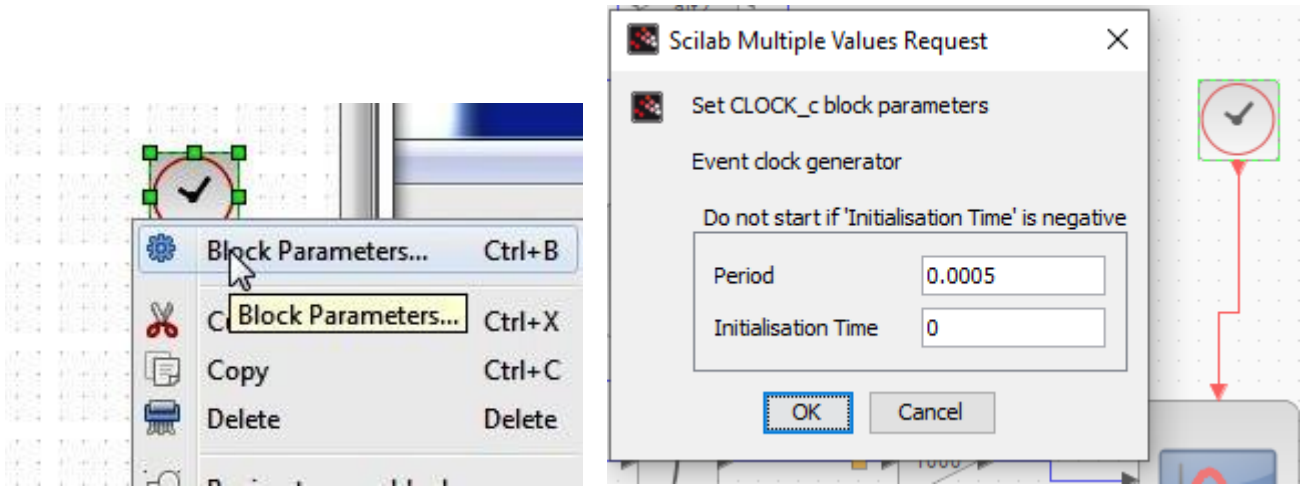 Block Parameters... Ctrl+B
Block Parameters...
Ctrl+X
Copy Ctrl+C
Delete Delete
Scilab Multiple Values Request
Set CLOCK_c block parameters
Event clock generator
Do not start if 'Initialisation Time' is negative
Period 0.0005
Initialisation Time 0
OK Cancel